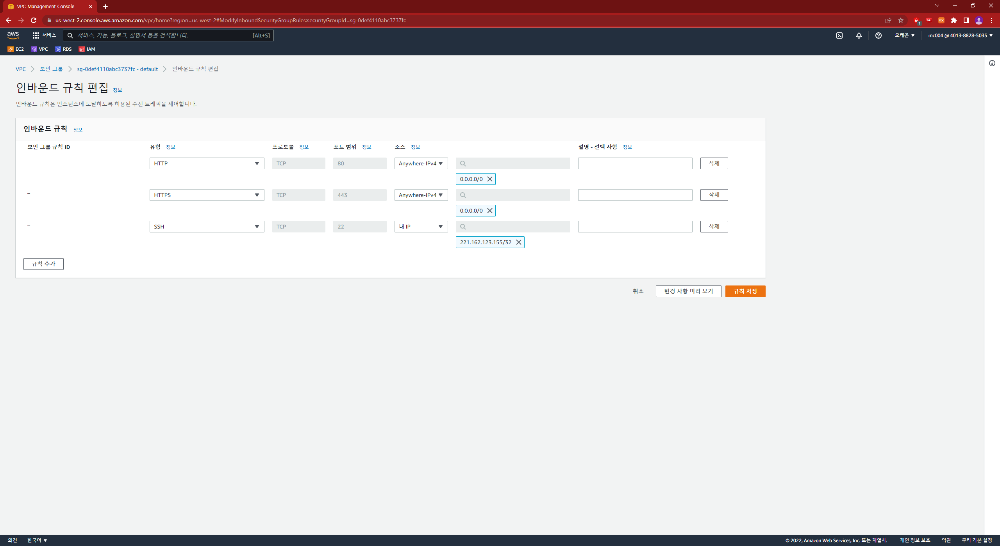 VPC Management Console
us-west-2.console.aws.amazon.com/vpc/home?region=us-west-2#ModifyInboundSecurityGroupRules:securityGroupId=sg-0def4110abc3737fc
1
EX
aws 서비스 서비스, 기능, 블로그, 설명서 등을 검색합니다. [Alt+S] 오레곤 mc004 @ 4013-8828-5035
EC2 VPC RDS IAM
VPC 보안 그룹 sg-0def4110abc3737fc - default 인바운드 규칙 편집
인바운드 규칙 편집 정보
인바운드 규칙은 인스턴스에 도달하도록 허용된 수신 트래픽을 제어합니다.
인바운드 규칙 정보
보안 그룹 규칙 ID 유형 정보 프로토콜 정보 포트 범위 정보 소스 정보 설명 - 선택 사항 정보
– HTTP TCP 80 Anywhere-IPv4 삭제
0.0.0.0/0
– HTTPS TCP 443 Anywhere-IPv4 삭제
0.0.0.0/0
– SSH TCP 22 내 IP 삭제
221.162.123.155/32
규칙 추가
취소 변경 사항 미리 보기 규칙 저장
의견 한국어 © 2022, Amazon Web Services, Inc. 또는 계열사. 개인 정보 보호 약관 쿠키 기본 설정